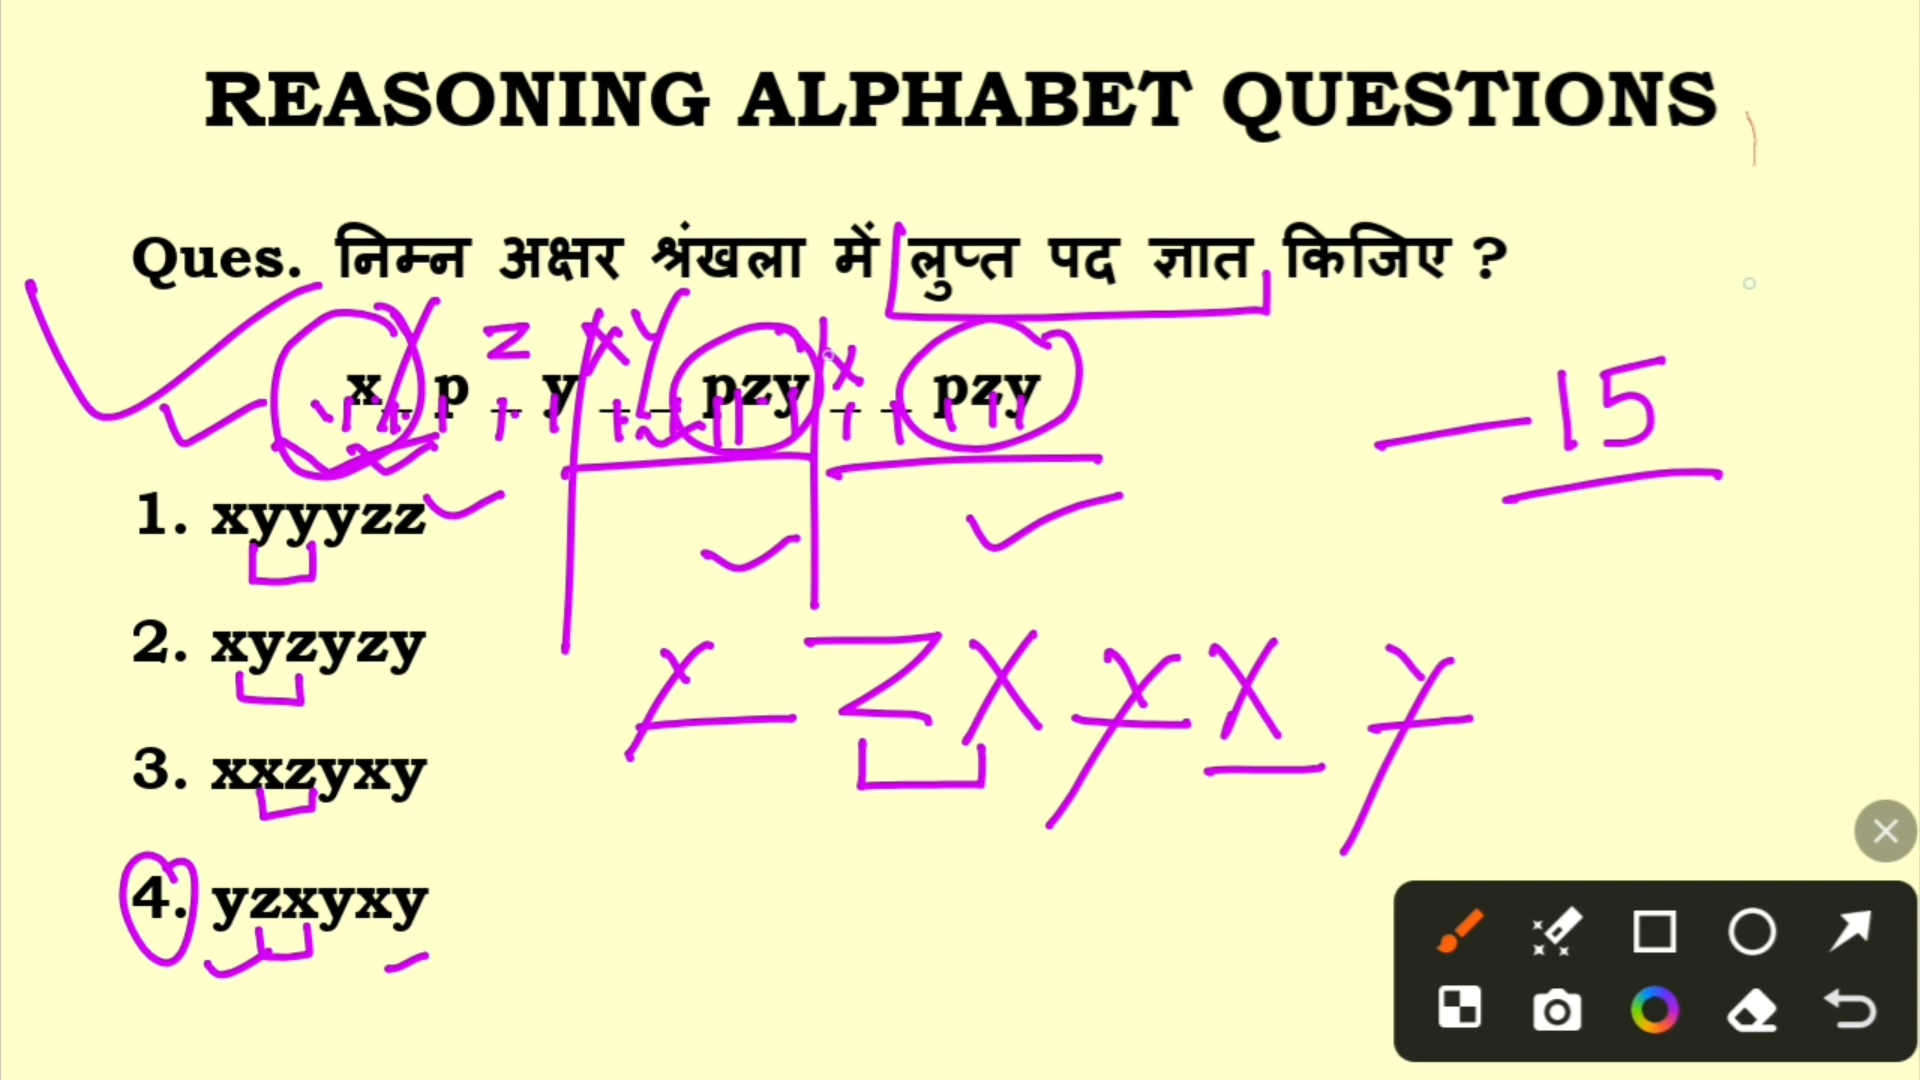 REASONING ALPHABET QUESTIONS
Ques. निम्न अक्षर श्रंखला में लुप्त पद ज्ञात किजिए ?
y z x y x
x _ p _ y _ _ pzy _ _ pzy
15
1. xyyyzz
2. xyzyzy
y z x y x y
3. xxzyxy
4. yzxyxy